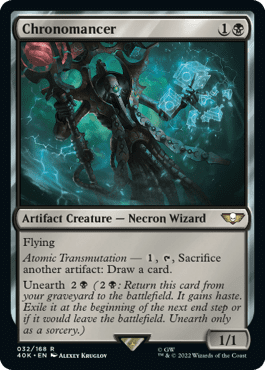 Chronomancer 1
Artifact Creature — Necron Wizard
Flying
Atomic Transmutation — 1, , Sacrifice
another artifact: Draw a card.
Unearth 2 ( 2 : Return this card from
your graveyard to the battlefield. It gains haste.
Exile it at the beginning of the next end step or
if it would leave the battlefield. Unearth only
as a sorcery.)
1/1
032/168 R
40K • EN ALEXEY KRUGLOV
© GW
™ & © 2022 Wizards of the Coast